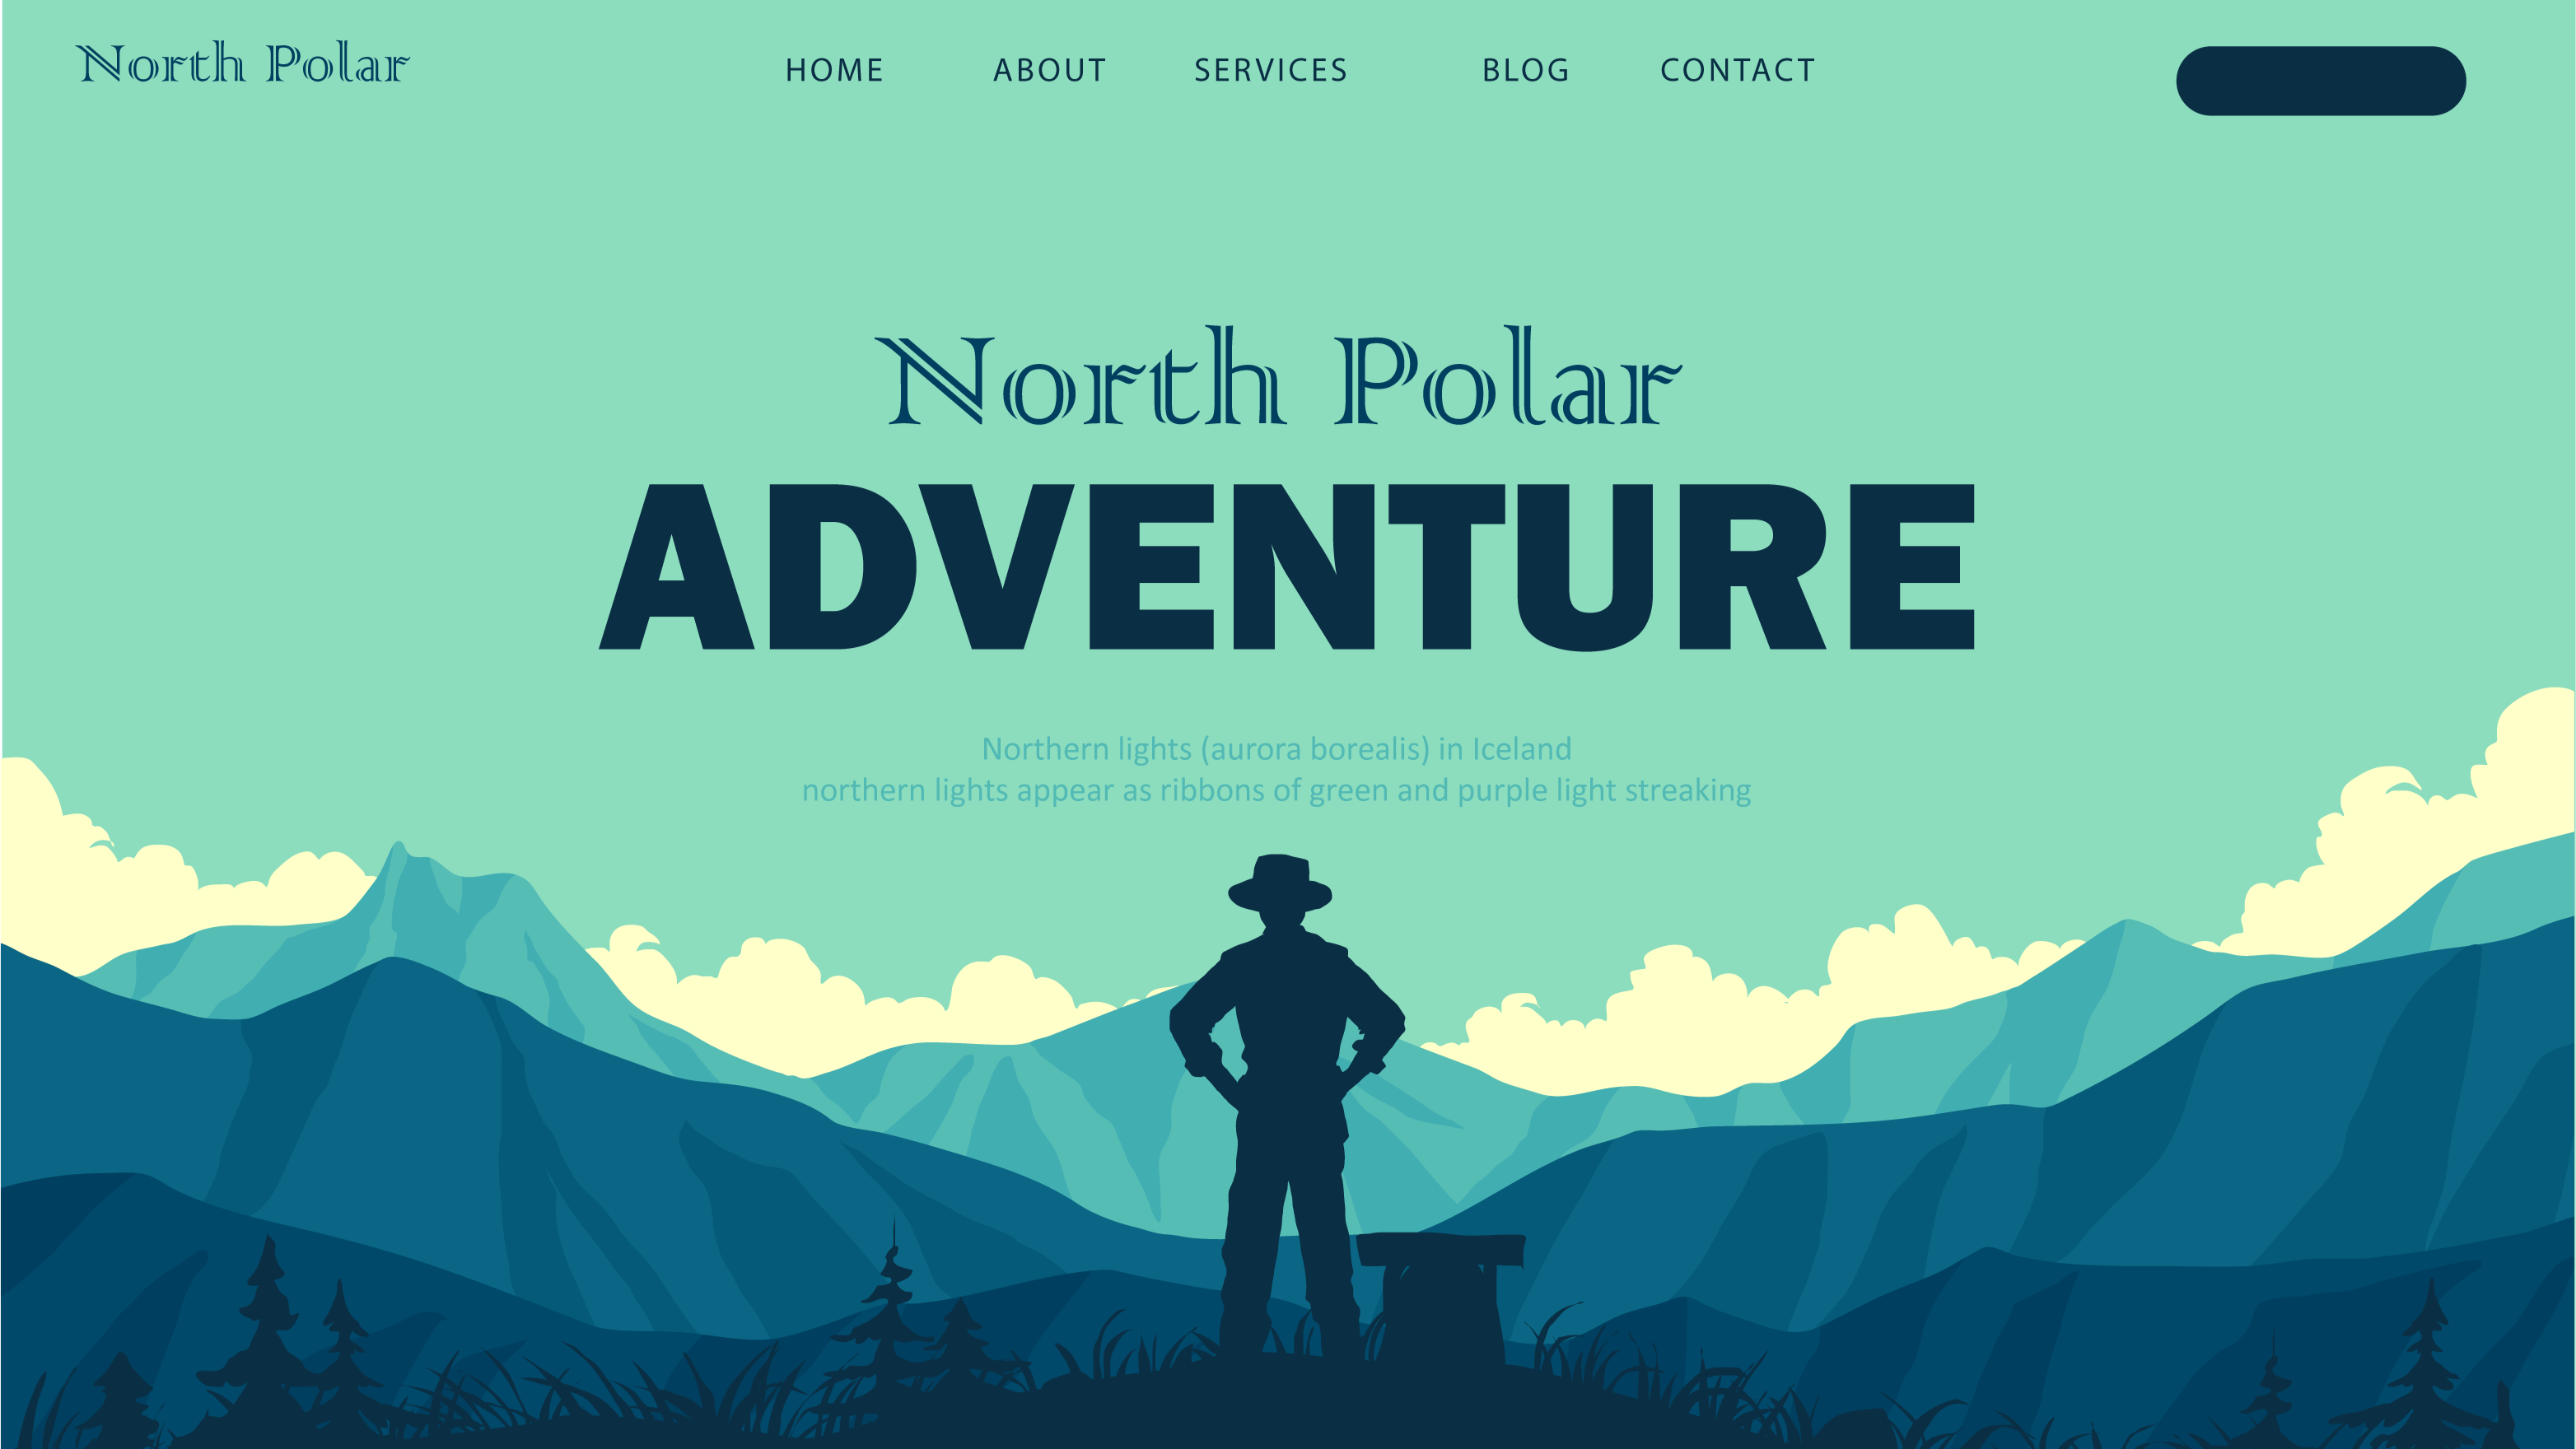 North Polar
HOME ABOUT SERVICES BLOG CONTACT
North Polar
ADVENTURE
Northern lights (aurora borealis) in Iceland
northern lights appear as ribbons of green and purple light streaking